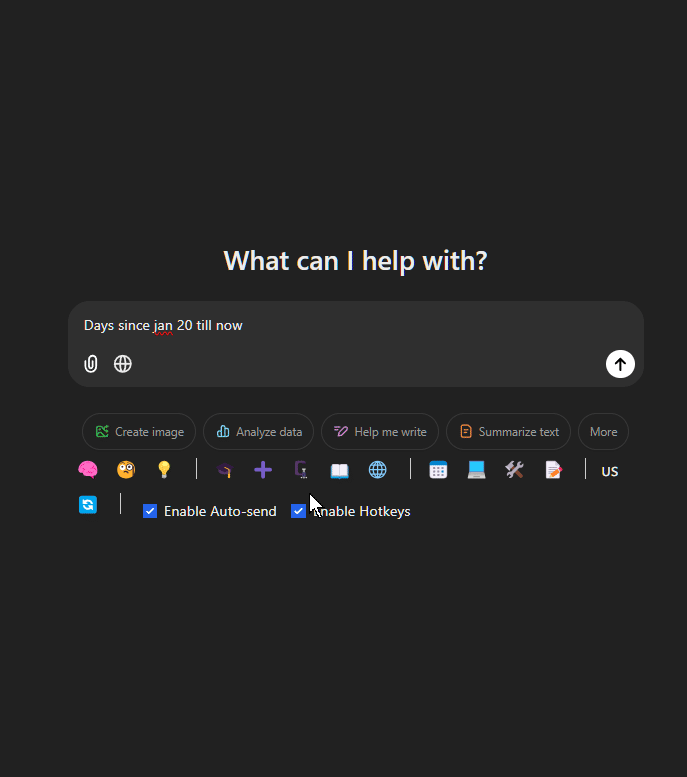 What can I help with?
Days since jan 20 till now
Create image Analyze data Help me write Summarize text More
US
Enable Auto-send Enable Hotkeys